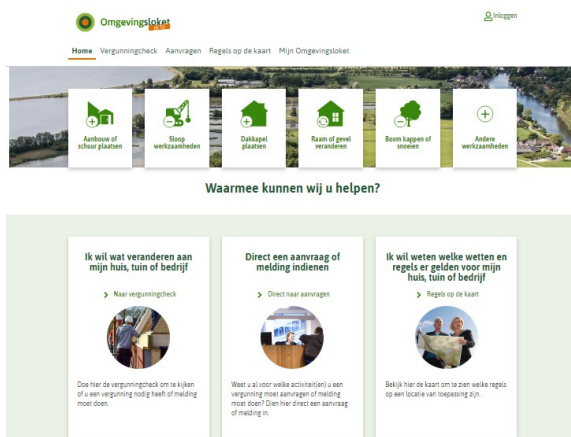 Omgevingsloket
BETA
Inloggen
Home Vergunningcheck Aanvragen Regels op de kaart Mijn Omgevingsloket
Aanbouw of
schuur plaatsen
Sloop
werkzaamheden
Dakkapel
plaatsen
Raam of gevel
veranderen
Boom kappen of
snoeien
Andere
werkzaamheden
Waarmee kunnen wij u helpen?
Ik wil wat veranderen aan
mijn huis, tuin of bedrijf
Naar vergunningcheck
Doe hier de vergunningcheck om te kijken
of u een vergunning nodig heeft of melding
moet doen.
Direct een aanvraag of
melding indienen
Direct naar aanvragen
Weet u al voor welke activiteit(en) u een
vergunning moet aanvragen of melding
moet doen? Dien hier direct een aanvraag
of melding in.
Ik wil weten welke wetten en
regels er gelden voor mijn
huis, tuin of bedrijf
Regels op de kaart
Bekijk hier de kaart om te zien welke regels
op een locatie van toepassing zijn.